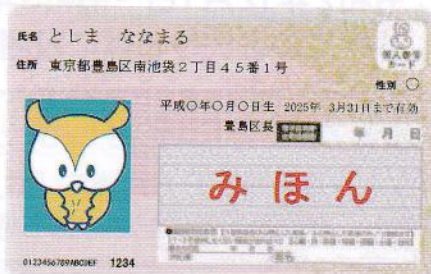 氏名 としま ななまる
住所 東京都豊島区南池袋2丁目45番1号
個人番号
カード
性別 〇
平成〇年〇月〇日生 2025年 3月31日まで有効
豊島区長
年 月 日
みほん
0123456789ABCDEF 1234